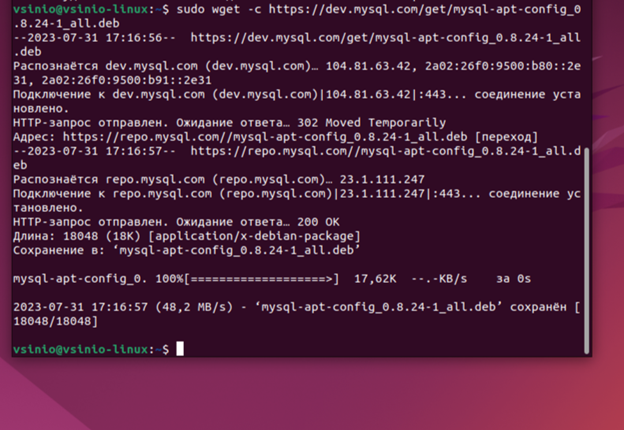 vsinio@vsinio-linux:~$ sudo wget -c https://dev.mysql.com/get/mysql-apt-config_0
.8.24-1_all.deb
--2023-07-31 17:16:56--  https://dev.mysql.com/get/mysql-apt-config_0.8.24-1_all
.deb
Распознаётся dev.mysql.com (dev.mysql.com)… 104.81.63.42, 2a02:26f0:9500:b80::2e
31, 2a02:26f0:9500:b91::2e31
Подключение к dev.mysql.com (dev.mysql.com)|104.81.63.42|:443... соединение уста
новлено.
HTTP-запрос отправлен. Ожидание ответа… 302 Moved Temporarily
Адрес: https://repo.mysql.com//mysql-apt-config_0.8.24-1_all.deb [переход]
--2023-07-31 17:16:57--  https://repo.mysql.com//mysql-apt-config_0.8.24-1_all.d
eb
Распознаётся repo.mysql.com (repo.mysql.com)… 23.1.111.247
Подключение к repo.mysql.com (repo.mysql.com)|23.1.111.247|:443... соединение ус
тановлено.
HTTP-запрос отправлен. Ожидание ответа… 200 OK
Длина: 18048 (18K) [application/x-debian-package]
Сохранение в: ‘mysql-apt-config_0.8.24-1_all.deb’
mysql-apt-config_0. 100%[===================>]  17,62K  --.-KB/s    за 0s
2023-07-31 17:16:57 (48,2 MB/s) - ‘mysql-apt-config_0.8.24-1_all.deb’ сохранён [
18048/18048]
vsinio@vsinio-linux:~$